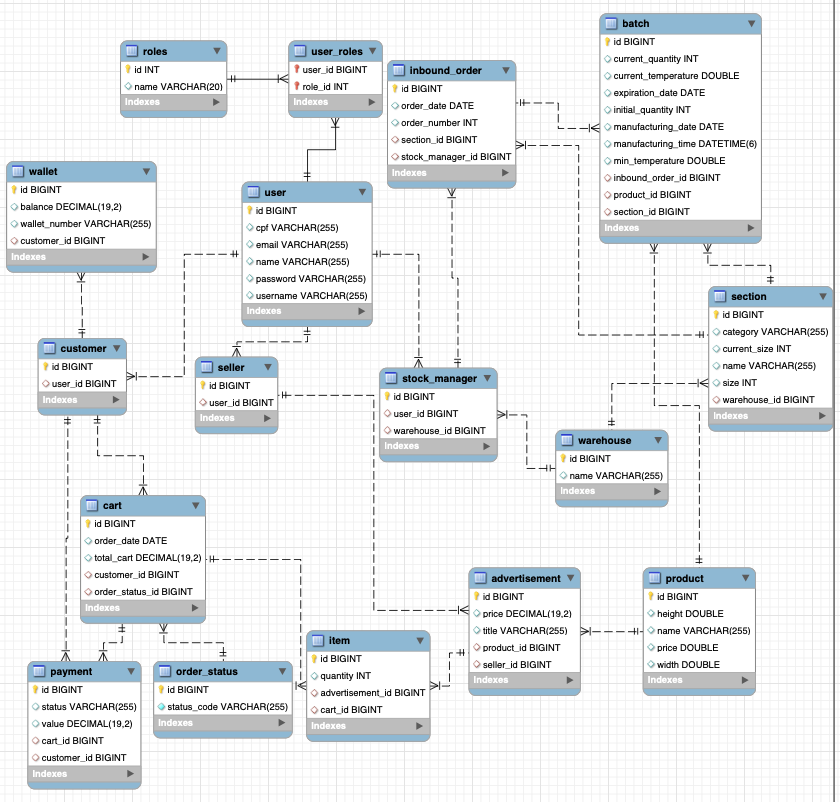 roles
id INT
name VARCHAR(20)
Indexes
user_roles
user_id BIGINT
role_id INT
Indexes
inbound_order
id BIGINT
order_date DATE
order_number INT
section_id BIGINT
stock_manager_id BIGINT
Indexes
batch
id BIGINT
current_quantity INT
current_temperature DOUBLE
expiration_date DATE
initial_quantity INT
manufacturing_date DATE
manufacturing_time DATETIME(6)
min_temperature DOUBLE
inbound_order_id BIGINT
product_id BIGINT
section_id BIGINT
Indexes
wallet
id BIGINT
balance DECIMAL(19,2)
wallet_number VARCHAR(255)
customer_id BIGINT
Indexes
user
id BIGINT
cpf VARCHAR(255)
email VARCHAR(255)
name VARCHAR(255)
password VARCHAR(255)
username VARCHAR(255)
Indexes
section
id BIGINT
category VARCHAR(255)
current_size INT
name VARCHAR(255)
size INT
warehouse_id BIGINT
Indexes
customer
id BIGINT
user_id BIGINT
Indexes
seller
id BIGINT
user_id BIGINT
Indexes
stock_manager
id BIGINT
user_id BIGINT
warehouse_id BIGINT
Indexes
warehouse
id BIGINT
name VARCHAR(255)
Indexes
cart
id BIGINT
order_date DATE
total_cart DECIMAL(19,2)
customer_id BIGINT
order_status_id BIGINT
Indexes
advertisement
id BIGINT
price DECIMAL(19,2)
title VARCHAR(255)
product_id BIGINT
seller_id BIGINT
Indexes
product
id BIGINT
height DOUBLE
name VARCHAR(255)
price DOUBLE
width DOUBLE
Indexes
item
id BIGINT
quantity INT
advertisement_id BIGINT
cart_id BIGINT
Indexes
payment
id BIGINT
status VARCHAR(255)
value DECIMAL(19,2)
cart_id BIGINT
customer_id BIGINT
Indexes
order_status
id BIGINT
status_code VARCHAR(255)
Indexes